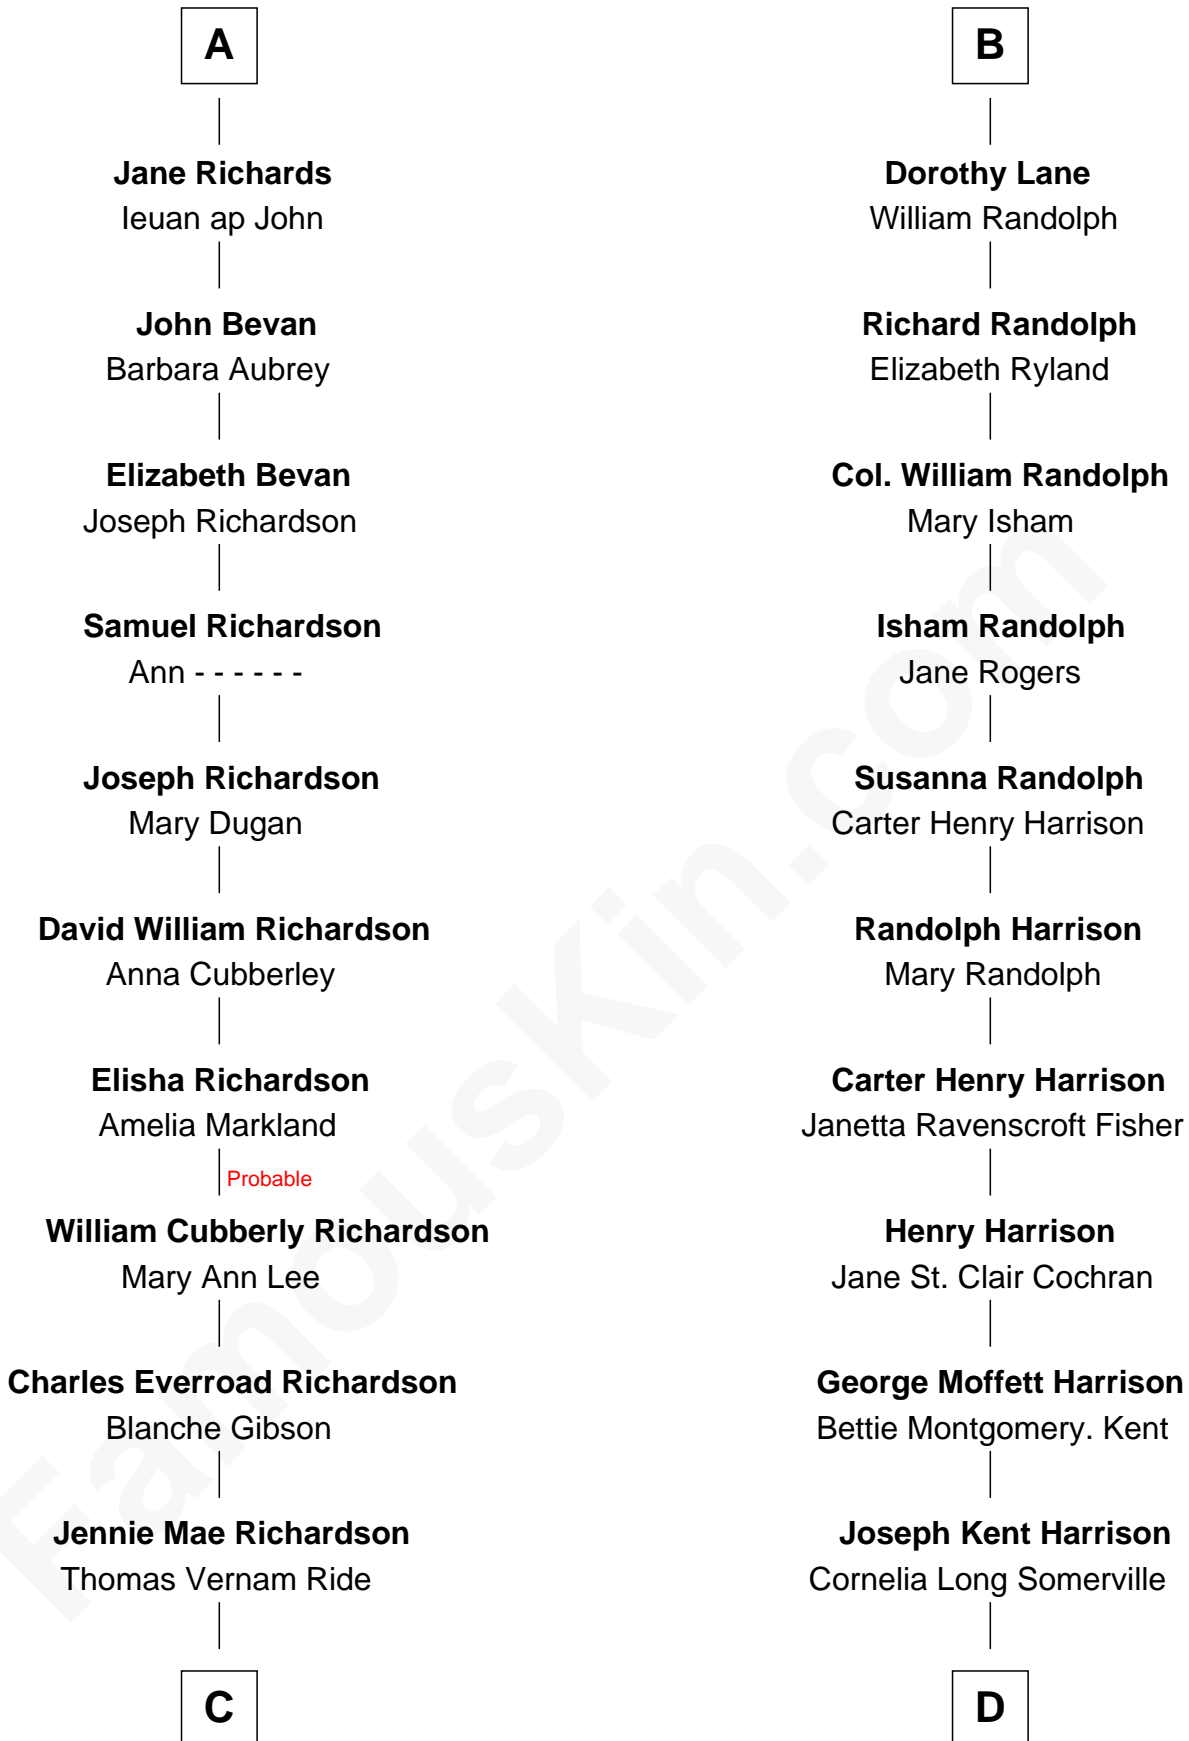 A
Jane Richards
Ieuan ap John
John Bevan
Barbara Aubrey
Elizabeth Bevan
Joseph Richardson
Samuel Richardson
Ann - - - - - -
Joseph Richardson
Mary Dugan
David William Richardson
Anna Cubberley
Elisha Richardson
Amelia Markland
Probable
William Cubberly Richardson
Mary Ann Lee
Charles Everroad Richardson
Blanche Gibson
Jennie Mae Richardson
Thomas Vernam Ride
C
B
Dorothy Lane
William Randolph
Richard Randolph
Elizabeth Ryland
Col. William Randolph
Mary Isham
Isham Randolph
Jane Rogers
Susanna Randolph
Carter Henry Harrison
Randolph Harrison
Mary Randolph
Carter Henry Harrison
Janetta Ravenscroft Fisher
Henry Harrison
Jane St. Clair Cochran
George Moffett Harrison
Bettie Montgomery. Kent
Joseph Kent Harrison
Cornelia Long Somerville
D
FamousKin.com